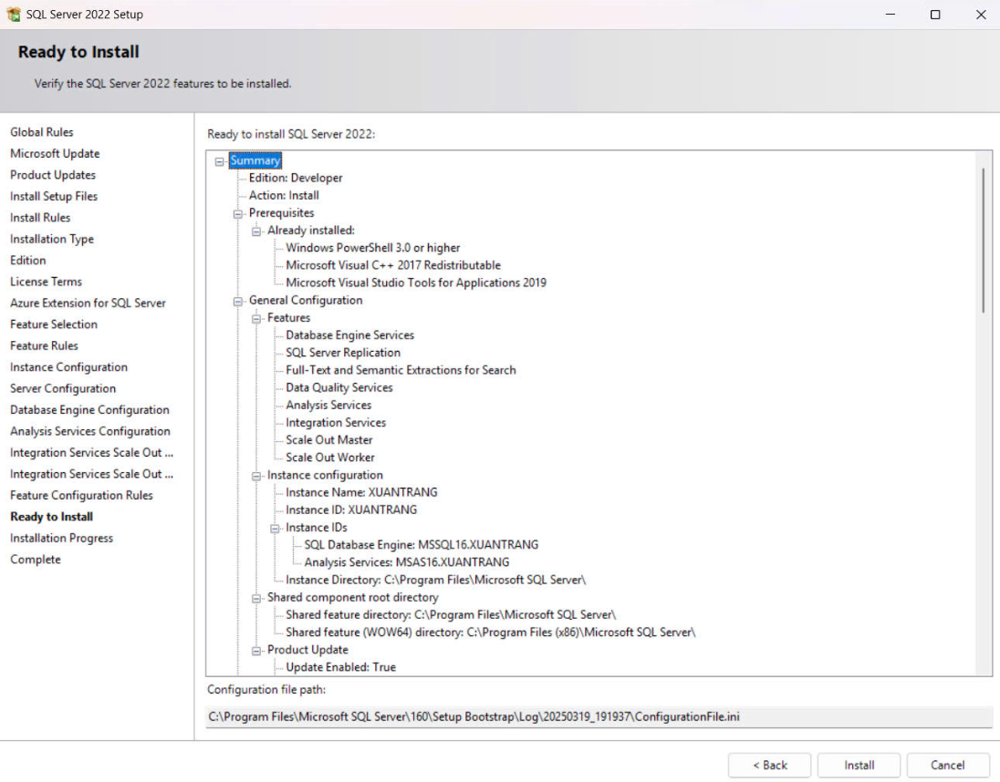 SQL Server 2022 Setup
Ready to Install
Verify the SQL Server 2022 features to be installed.
Global Rules
Microsoft Update
Product Updates
Install Setup Files
Install Rules
Installation Type
Edition
License Terms
Azure Extension for SQL Server
Feature Selection
Feature Rules
Instance Configuration
Server Configuration
Database Engine Configuration
Analysis Services Configuration
Integration Services Scale Out ...
Integration Services Scale Out ...
Feature Configuration Rules
Ready to Install
Installation Progress
Complete
Ready to install SQL Server 2022:
Summary
Edition: Developer
Action: Install
Prerequisites
Already installed:
Windows PowerShell 3.0 or higher
Microsoft Visual C++ 2017 Redistributable
Microsoft Visual Studio Tools for Applications 2019
General Configuration
Features
Database Engine Services
SQL Server Replication
Full-Text and Semantic Extractions for Search
Data Quality Services
Analysis Services
Integration Services
Scale Out Master
Scale Out Worker
Instance configuration
Instance Name: XUANTRANG
Instance ID: XUANTRANG
Instance IDs
SQL Database Engine: MSSQL16.XUANTRANG
Analysis Services: MSAS16.XUANTRANG
Instance Directory: C:\Program Files\Microsoft SQL Server\
Shared component root directory
Shared feature directory: C:\Program Files\Microsoft SQL Server\
Shared feature (WOW64) directory: C:\Program Files (x86)\Microsoft SQL Server\
Product Update
Update Enabled: True
Configuration file path:
C:\Program Files\Microsoft SQL Server\160\Setup Bootstrap\Log\20250319_191937\ConfigurationFile.ini
< Back
Install
Cancel